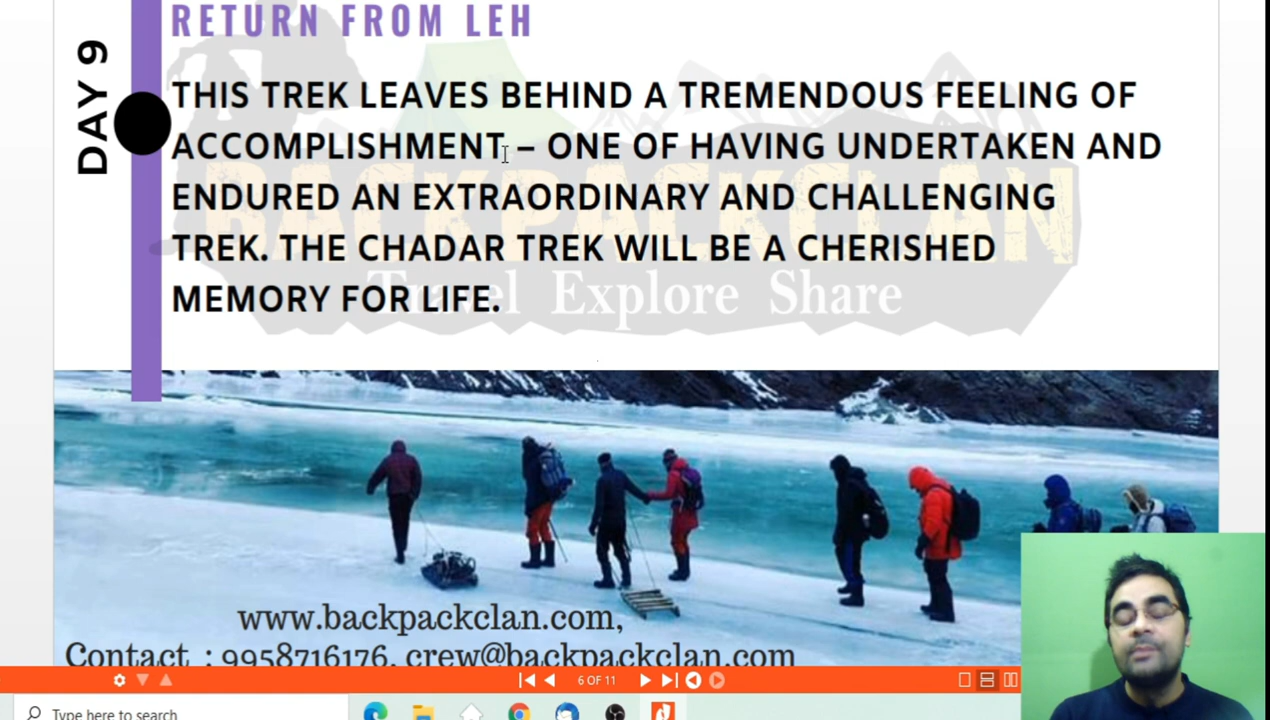 RETURN FROM LEH
DAY 9
THIS TREK LEAVES BEHIND A TREMENDOUS FEELING OF
ACCOMPLISHMENT – ONE OF HAVING UNDERTAKEN AND
ENDURED AN EXTRAORDINARY AND CHALLENGING
TREK. THE CHADAR TREK WILL BE A CHERISHED
MEMORY FOR LIFE.
BACKPACKCLAN
Travel Explore Share
www.backpackclan.com,
Contact : 9958716176, crew@backpackclan.com
6 OF 11
Type here to search